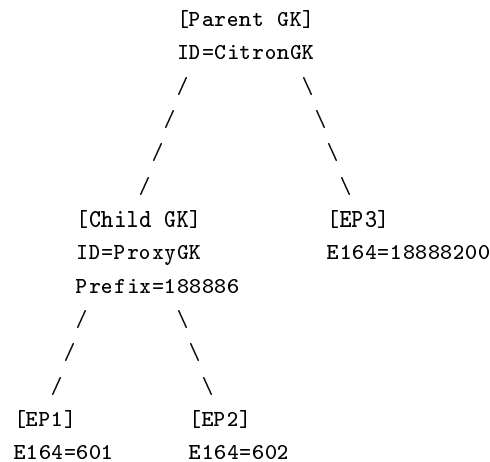 [Parent GK]
ID=CitronGK
[Child GK]
[EP3]
ID=ProxyGK
E164=18888200
Prefix=188886
[EP1]
[EP2]
E164=601
E164=602